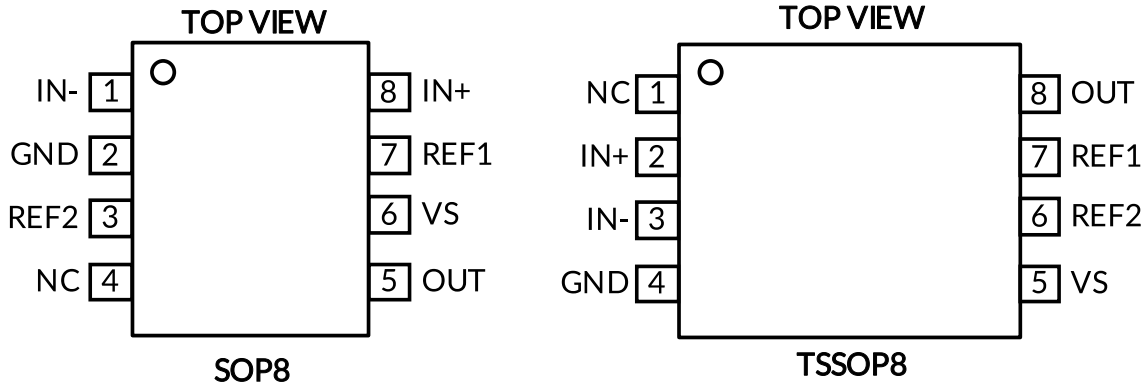 TOP VIEW
IN- 1 8 IN+
GND 2 7 REF1
REF2 3 6 VS
NC 4 5 OUT
SOP8
TOP VIEW
NC 1 8 OUT
IN+ 2 7 REF1
IN- 3 6 REF2
GND 4 5 VS
TSSOP8